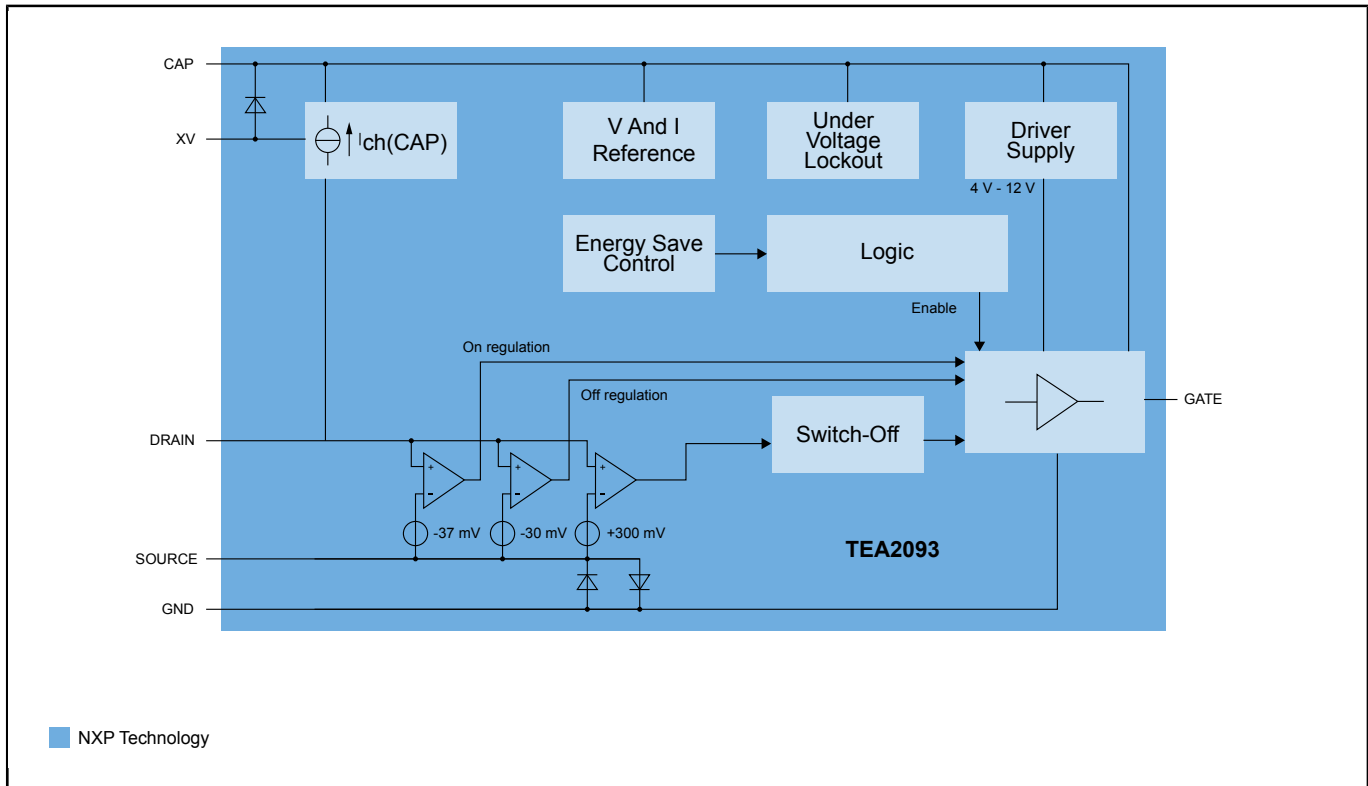 CAP
XV
Ich(CAP)
V And I
Reference
Under
Voltage
Lockout
Driver
Supply
4 V - 12 V
Energy Save
Control
Logic
Enable
On regulation
Off regulation
GATE
DRAIN
Switch-Off
+
+
+
-
-
-
-37 mV
-30 mV
+300 mV
TEA2093
SOURCE
GND
NXP Technology